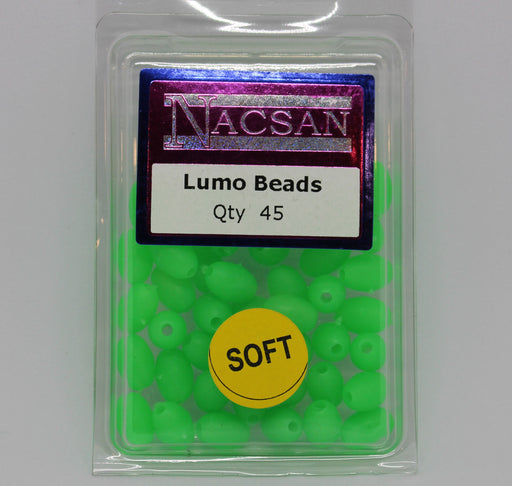 NACSAN
Lumo Beads
Qty 45
SOFT